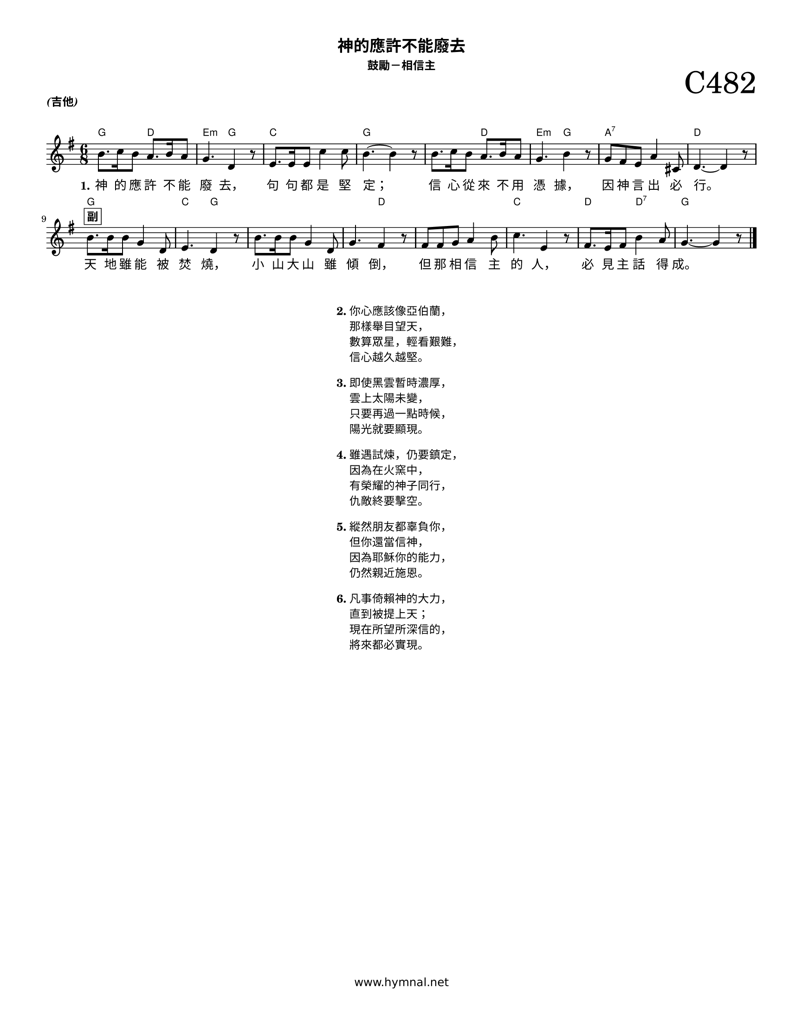 神的應許不能廢去
鼓勵－相信主
C482
(吉他)
G D Em G C G D Em G A7 D
1. 神 的應許 不能 廢 去， 句 句都是 堅 定； 信 心從來 不用 憑 據， 因神言出 必 行。
9 副 G C G D C D D7 G
天 地雖能 被 焚 燒， 小 山大山 雖 傾 倒， 但那相信 主 的 人， 必 見主話 得成。
2. 你心應該像亞伯蘭，
那樣舉目望天，
數算眾星，輕看艱難，
信心越久越堅。
3. 即使黑雲暫時濃厚，
雲上太陽未變，
只要再過一點時候，
陽光就要顯現。
4. 雖遇試煉，仍要鎮定，
因為在火窯中，
有榮耀的神子同行，
仇敵終要擊空。
5. 縱然朋友都辜負你，
但你還當信神，
因為耶穌你的能力，
仍然親近施恩。
6. 凡事倚賴神的大力，
直到被提上天；
現在所望所深信的，
將來都必實現。
www.hymnal.net